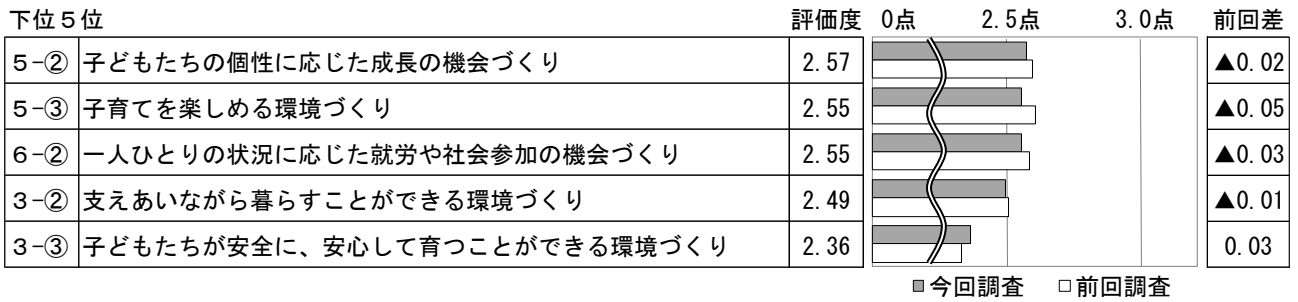 下位５位 評価度 0点 2.5点 3.0点 前回差
５-② 子どもたちの個性に応じた成長の機会づくり 2.57 ▲0.02
５-③ 子育てを楽しめる環境づくり 2.55 ▲0.05
６-② 一人ひとりの状況に応じた就労や社会参加の機会づくり 2.55 ▲0.03
３-② 支えあいながら暮らすことができる環境づくり 2.49 ▲0.01
３-③ 子どもたちが安全に、安心して育つことができる環境づくり 2.36 0.03
今回調査 前回調査